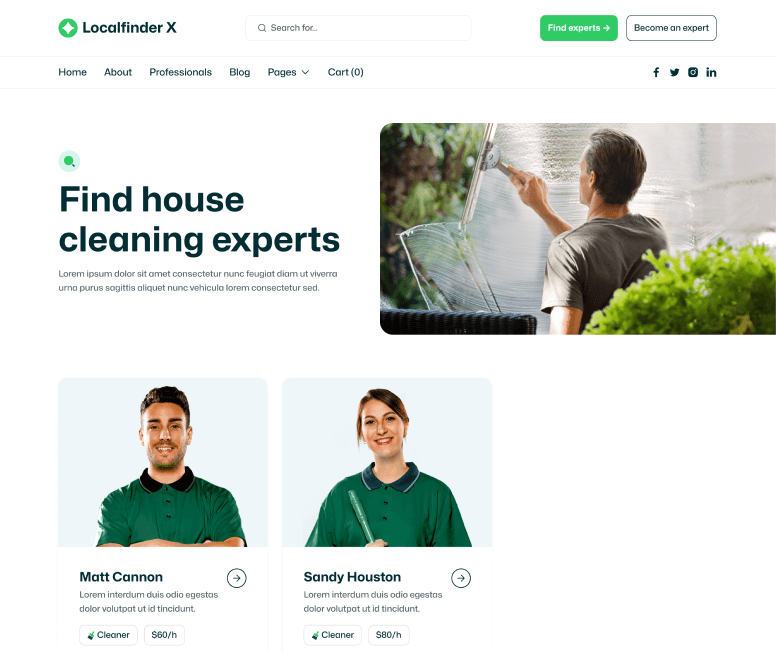 Localfinder X
Search for...
Find experts →
Become an expert
Home
About
Professionals
Blog
Pages
Cart (0)
Find house
cleaning experts
Lorem ipsum dolor sit amet consectetur nunc feugiat diam ut viverra
urna purus sagittis aliquet nunc vehicula lorem consectetur sed.
Matt Cannon
Lorem interdum duis odio egestas
dolor volutpat ut id tincidunt.
Cleaner
$60/h
Sandy Houston
Lorem interdum duis odio egestas
dolor volutpat ut id tincidunt.
Cleaner
$80/h